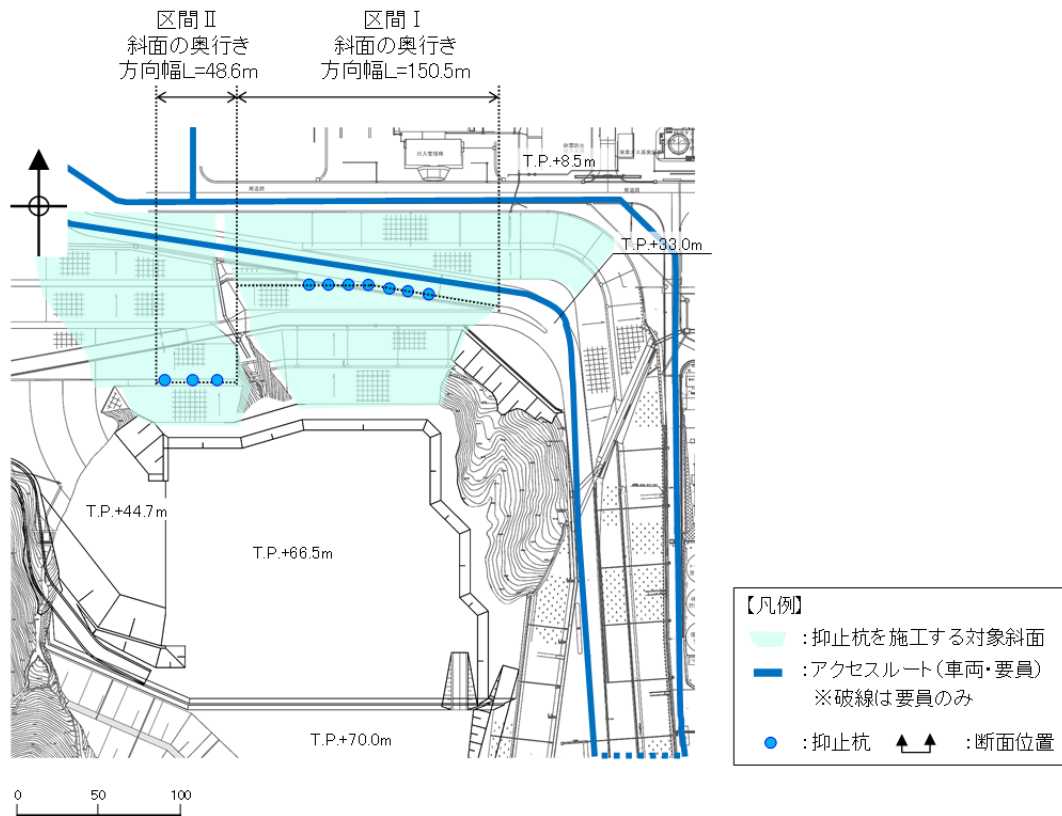 区間Ⅱ
斜面の奥行き
方向幅L=48.6m
区間Ⅰ
斜面の奥行き
方向幅L=150.5m
T.P.+8.5m
T.P.+33.0m
T.P.+44.7m
T.P.+66.5m
T.P.+70.0m
【凡例】
:抑止杭を施工する対象斜面
:アクセスルート(車両・要員)
※破線は要員のみ
:抑止杭
:断面位置
0 50 100